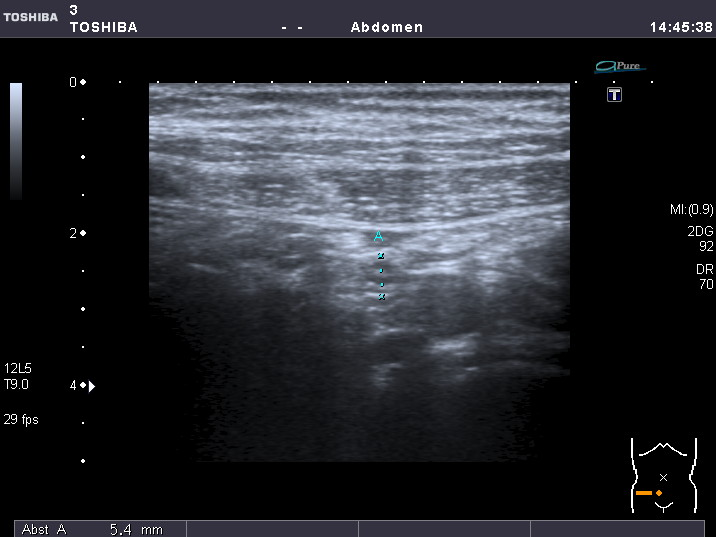 TOSHIBA
3
TOSHIBA - - Abdomen 14:45:38
aPure
T
0
MI:(0.9)
2DG
92
DR
70
2
A
12L5
T9.0
4
29 fps
Abst A 5.4 mm